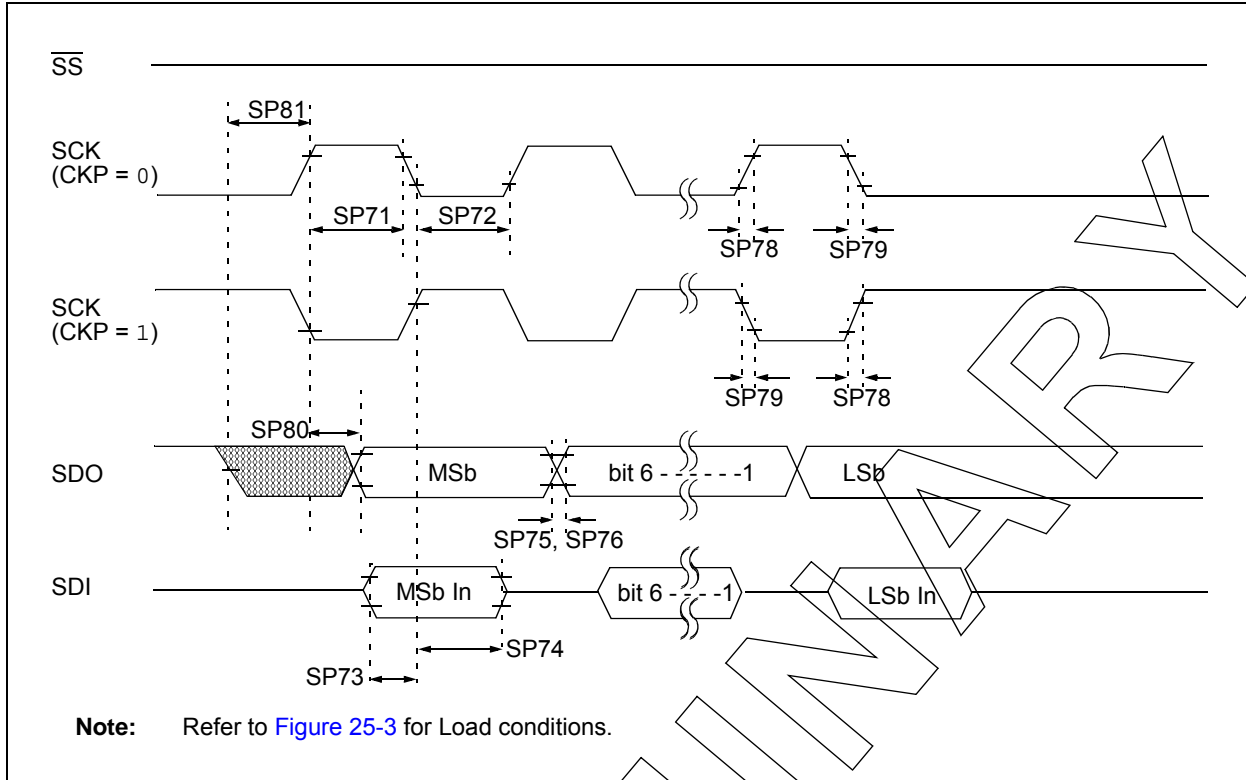 SS
SP81
SCK
(CKP = 0)
SP71
SP72
SP78
SP79
SCK
(CKP = 1)
SP79
SP78
SP80
SDO
MSb
bit 6 - - - - - -1
LSb
SP75, SP76
SDI
MSb In
bit 6 - - - -1
LSb In
SP74
SP73
Note: Refer to Figure 25-3 for Load conditions.
INARY